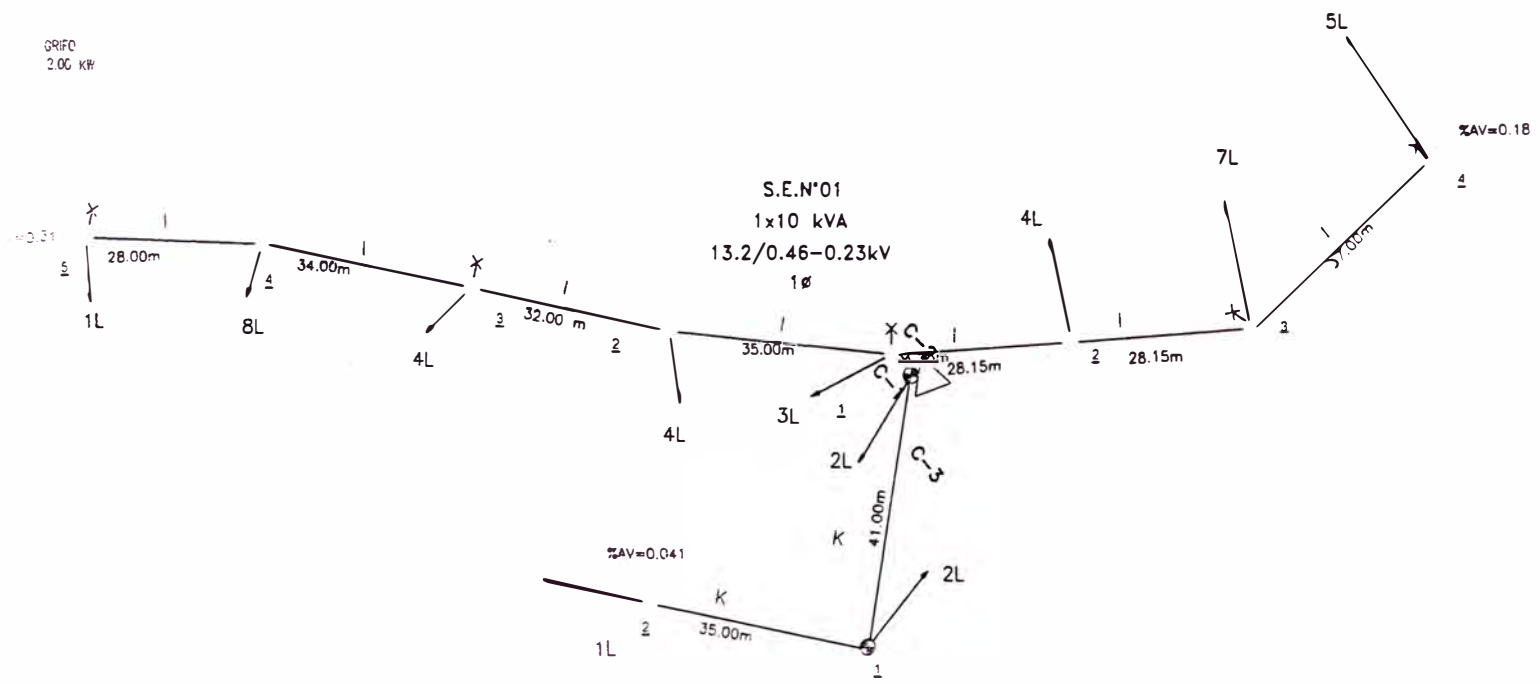 5L
GRIFO
2.00 KW
%AV=0.18
7L
4
S.E.N°01
1x10 kVA
13.2/0.46-0.23kV
1ø
4L
I
28.00m
5
1L
I
34.00m
4
8L
I
32.00 m
3
4L
I
35.00m
2
4L
3L
1
C-
C-
I
28.15m
2
I
28.15m
3
I
7.00m
2L
C-3
41.00m
K
2L
%AV=0.041
K
35.00m
2
1L
1